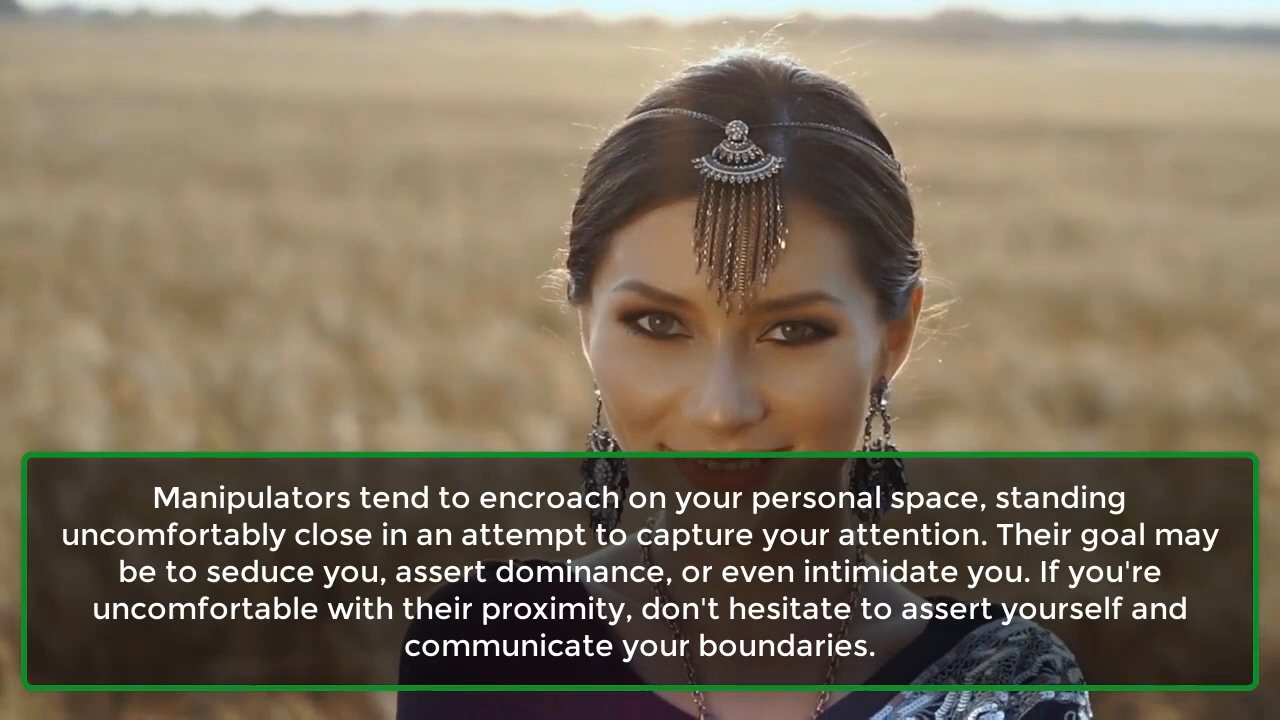 Manipulators tend to encroach on your personal space, standing
uncomfortably close in an attempt to capture your attention. Their goal may
be to seduce you, assert dominance, or even intimidate you. If you're
uncomfortable with their proximity, don't hesitate to assert yourself and
communicate your boundaries.